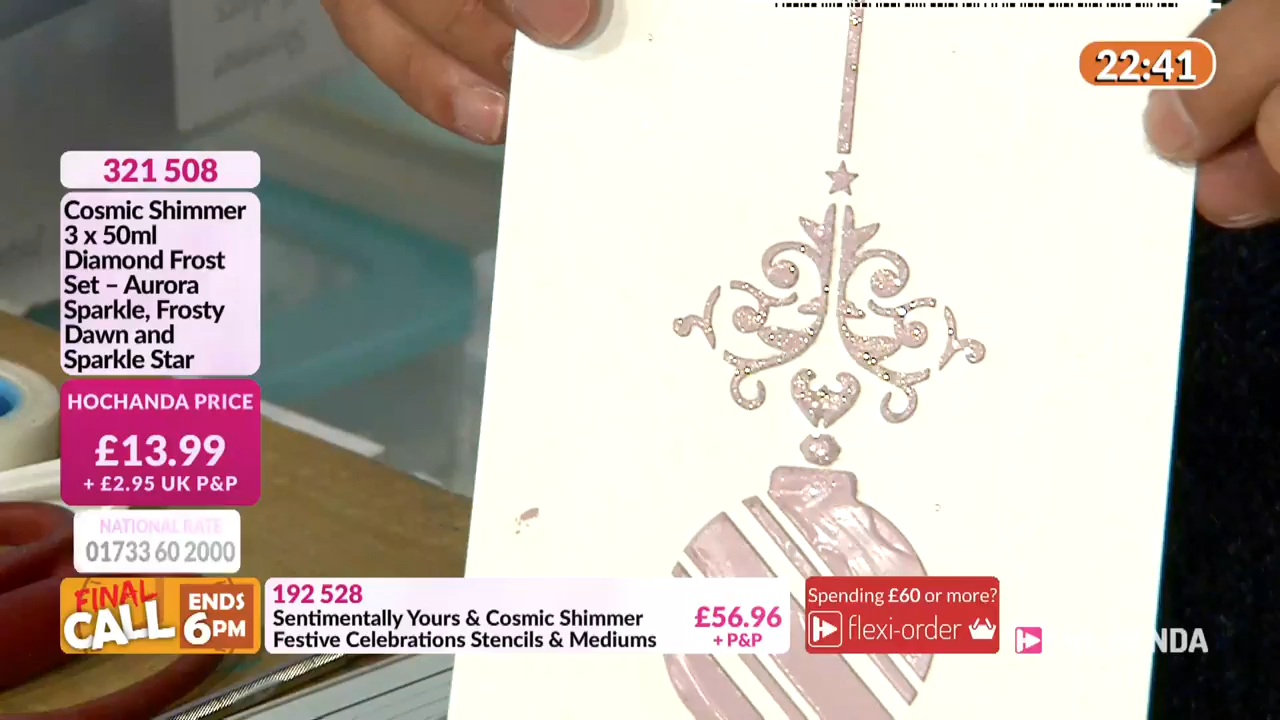 22:41
321 508
Cosmic Shimmer
3 x 50ml
Diamond Frost
Set – Aurora
Sparkle, Frosty
Dawn and
Sparkle Star
HOCHANDA PRICE
£13.99
+ £2.95 UK P&P
NATIONAL RATE
01733 60 2000
FINAL
CALL
ENDS
6PM
192 528
Sentimentally Yours & Cosmic Shimmer
Festive Celebrations Stencils & Mediums
£56.96
+ P&P
Spending £60 or more?
flexi-order
NDA